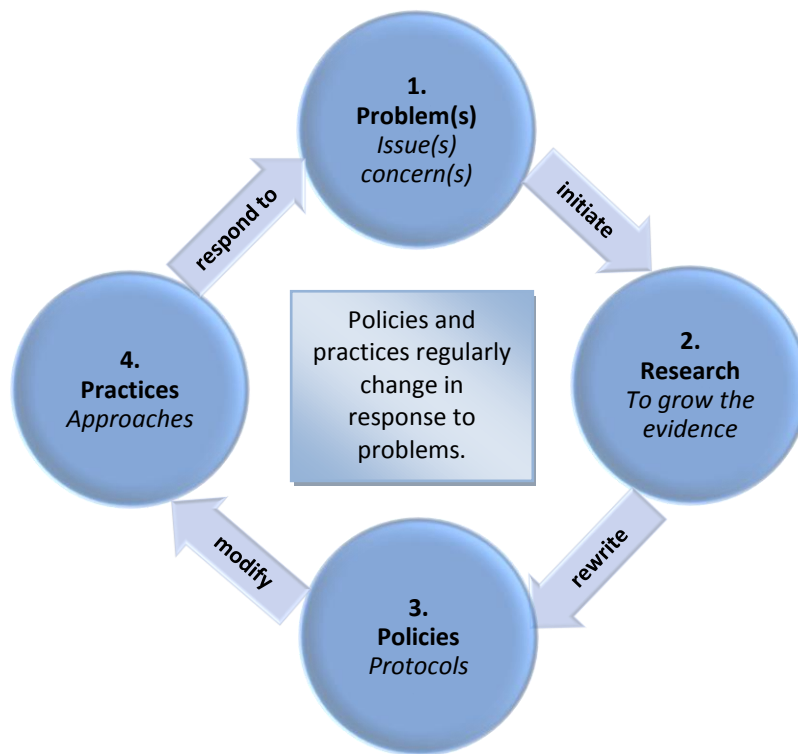 1.
Problem(s)
Issue(s)
concern(s)
initiate
2.
Research
To grow the
evidence
rewrite
3.
Policies
Protocols
modify
4.
Practices
Approaches
respond to
Policies and
practices regularly
change in
response to
problems.